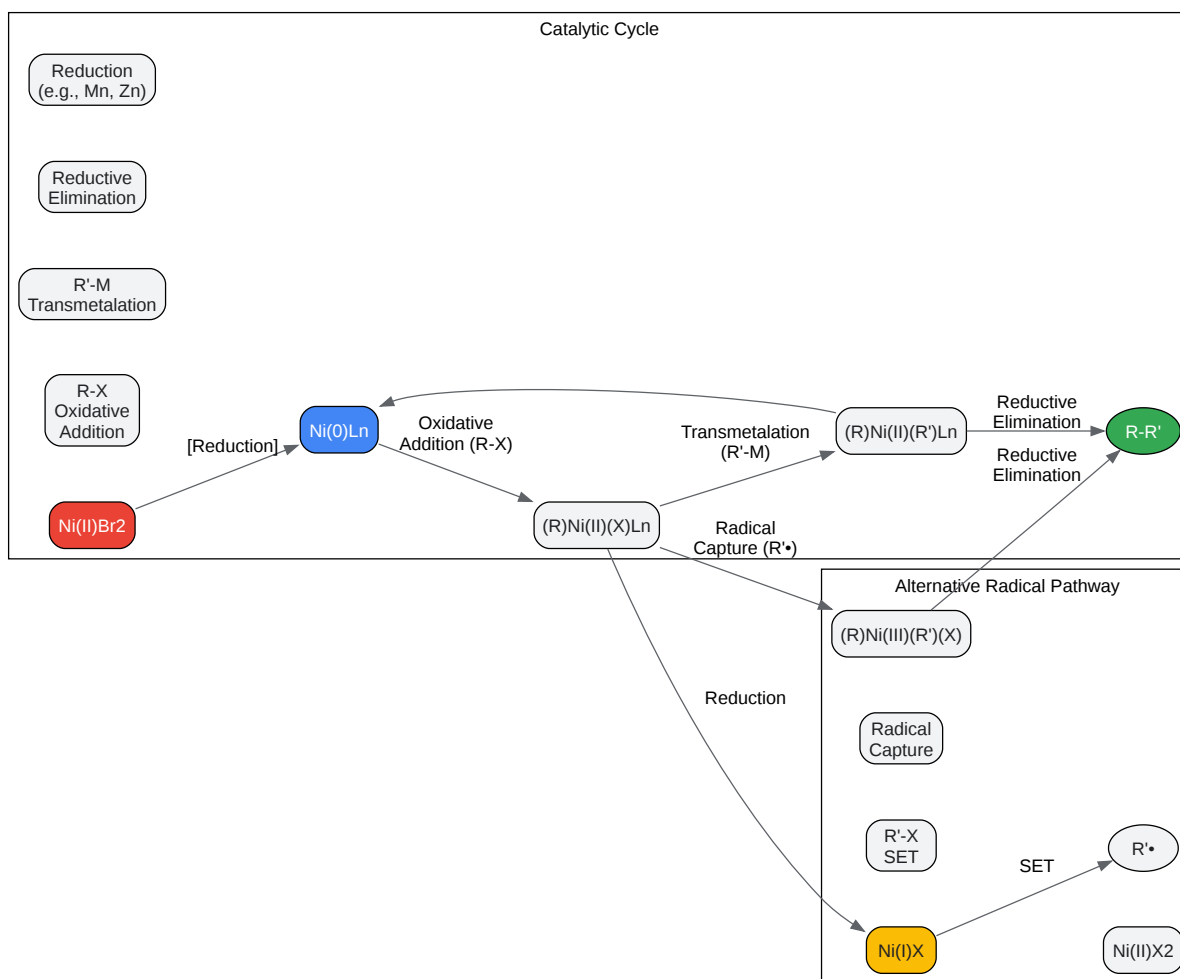 Catalytic Cycle
Reduction
(e.g., Mn, Zn)
Reductive
Elimination
R'-M
Transmetalation
R-X
Oxidative
Addition
Ni(II)Br2
[Reduction]
Ni(0)Ln
Oxidative
Addition (R-X)
(R)Ni(II)(X)Ln
Transmetalation
(R'-M)
(R)Ni(II)(R')Ln
Reductive
Elimination
R-R'
Reductive
Elimination
Radical
Capture (R'•)
Reduction
Alternative Radical Pathway
(R)Ni(III)(R')(X)
Radical
Capture
R'-X
SET
Ni(I)X
SET
R'•
Ni(II)X2